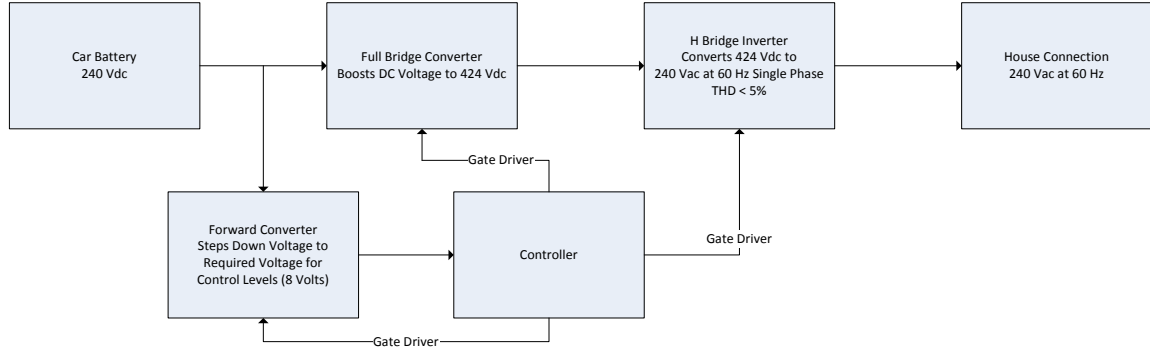 Car Battery
240 Vdc
Full Bridge Converter
Boosts DC Voltage to 424 Vdc
H Bridge Inverter
Converts 424 Vdc to
240 Vac at 60 Hz Single Phase
THD < 5%
House Connection
240 Vac at 60 Hz
Gate Driver
Forward Converter
Steps Down Voltage to
Required Voltage for
Control Levels (8 Volts)
Controller
Gate Driver
Gate Driver